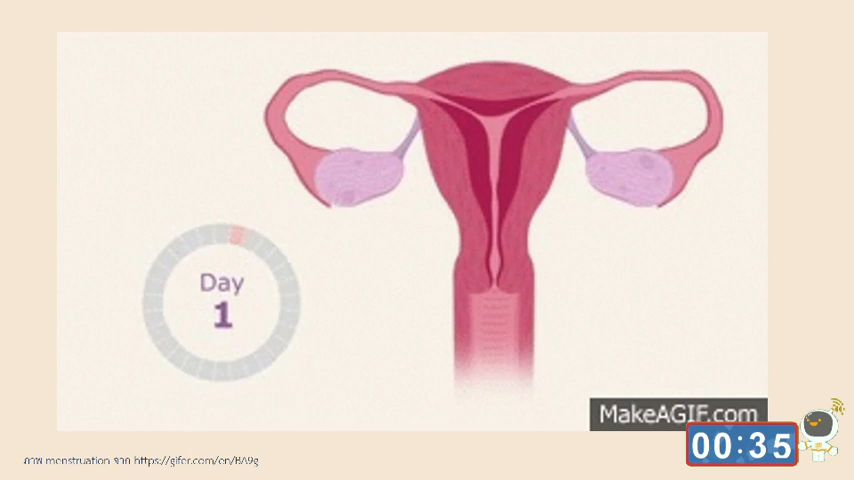 Day
1
MakeAGIF.com
00:35
ภาพ menstruation จาก https://gifer.com/en/BA9g